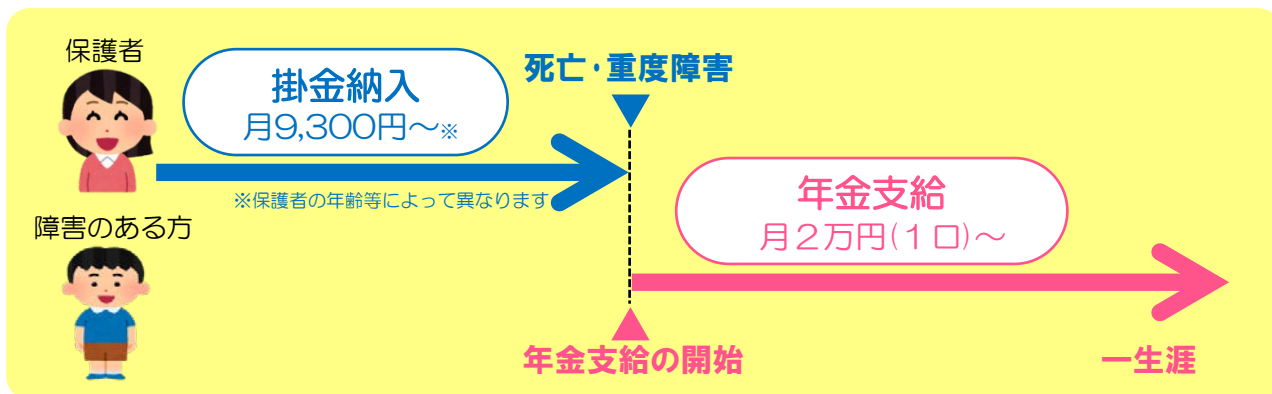 保護者
掛金納入
月9,300円~※
※保護者の年齢等によって異なります
死亡・重度障害
障害のある方
年金支給
月2万円(1口)~
年金支給の開始
一生涯